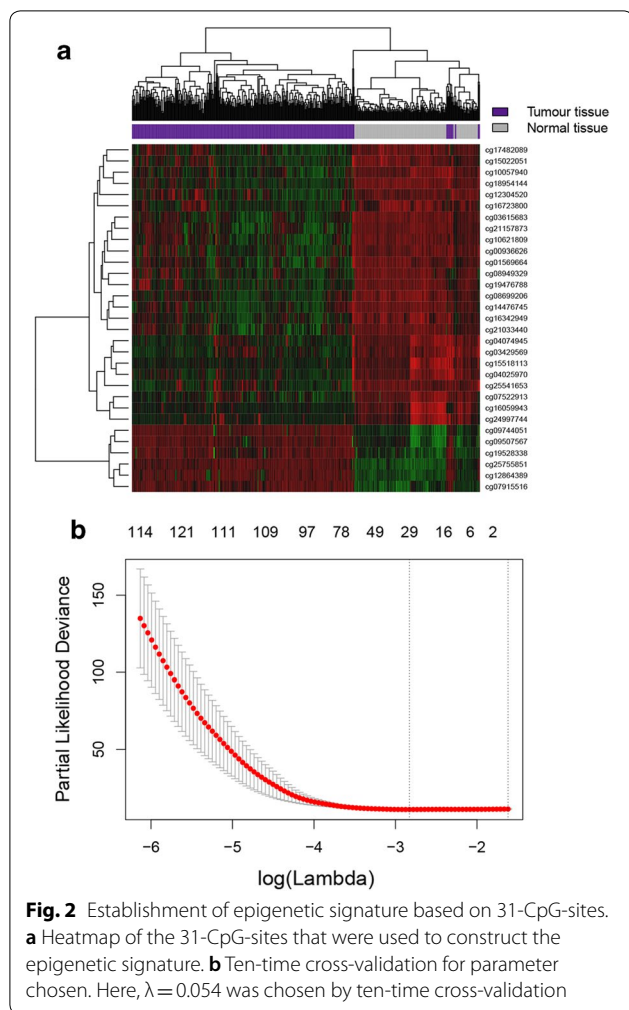 a
Tumour tissue
Normal tissue
cg17482089
cg15022051
cg10057940
cg18954144
cg12304520
cg16723800
cg03615683
cg21157873
cg10621809
cg00936626
cg01569664
cg08949329
cg19476788
cg08699206
cg14476745
cg16342949
cg21033440
cg04074945
cg03429569
cg15518113
cg04025970
cg25541653
cg07522913
cg16059943
cg24997744
cg09744051
cg09507567
cg19528338
cg25755851
cg12864389
cg07915516
b
114 121 111 109 97 78 49 29 16 6 2
150
100
50
Partial Likelihood Deviance
−6 −5 −4 −3 −2
log(Lambda)
Fig. 2 Establishment of epigenetic signature based on 31-CpG-sites.
a Heatmap of the 31-CpG-sites that were used to construct the
epigenetic signature. b Ten-time cross-validation for parameter
chosen. Here, λ = 0.054 was chosen by ten-time cross-validation